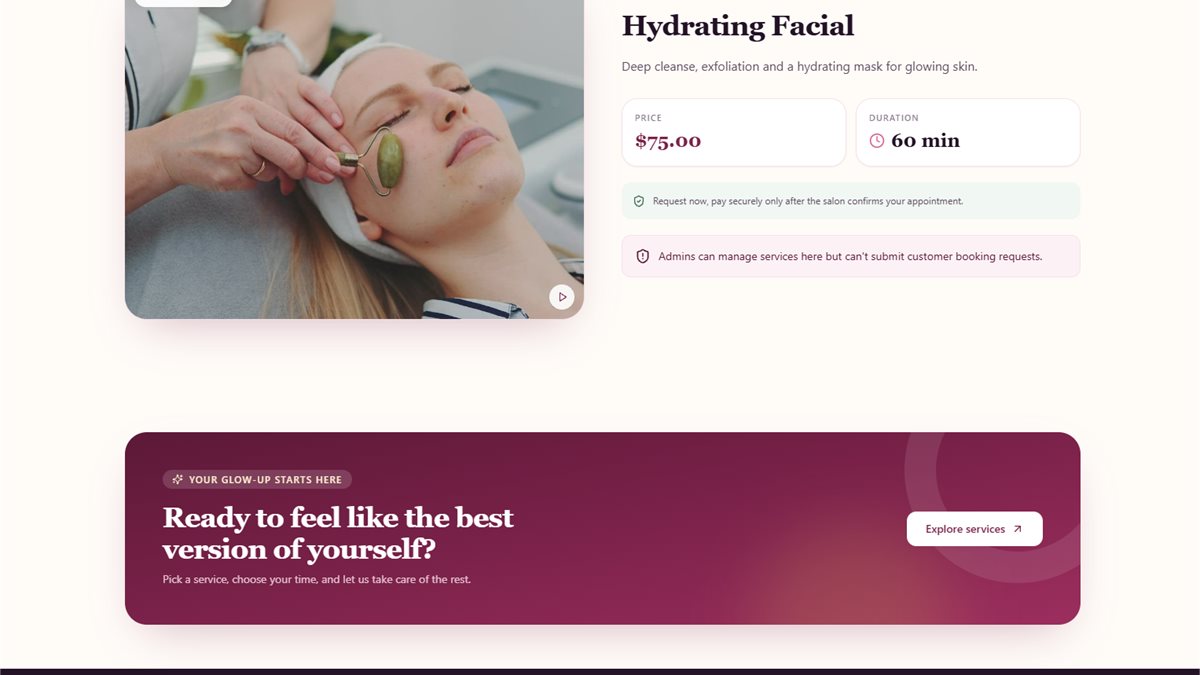 Hydrating Facial
Deep cleanse, exfoliation and a hydrating mask for glowing skin.
PRICE
$75.00
DURATION
60 min
Request now, pay securely only after the salon confirms your appointment.
Admins can manage services here but can't submit customer booking requests.
YOUR GLOW-UP STARTS HERE
Ready to feel like the best
version of yourself?
Pick a service, choose your time, and let us take care of the rest.
Explore services